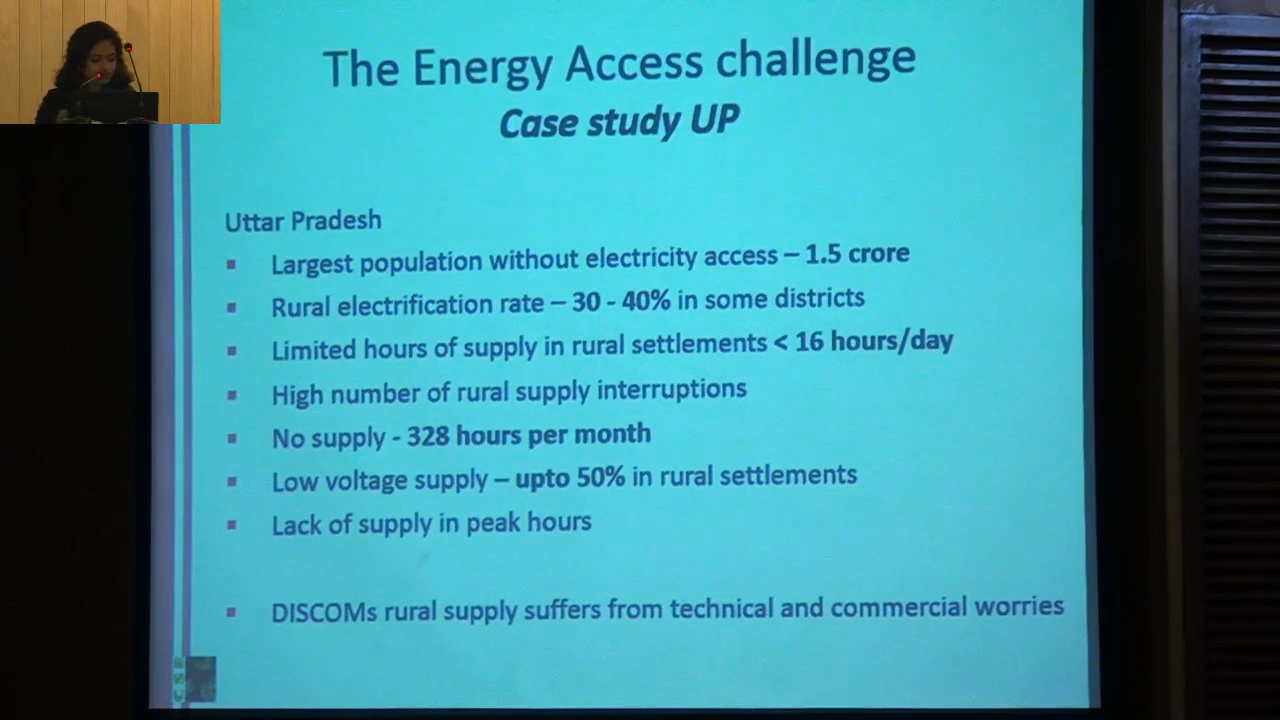 The Energy Access challenge
Case study UP
Uttar Pradesh
▪ Largest population without electricity access – 1.5 crore
▪ Rural electrification rate – 30 - 40% in some districts
▪ Limited hours of supply in rural settlements < 16 hours/day
▪ High number of rural supply interruptions
▪ No supply - 328 hours per month
▪ Low voltage supply – upto 50% in rural settlements
▪ Lack of supply in peak hours
▪ DISCOMs rural supply suffers from technical and commercial worries